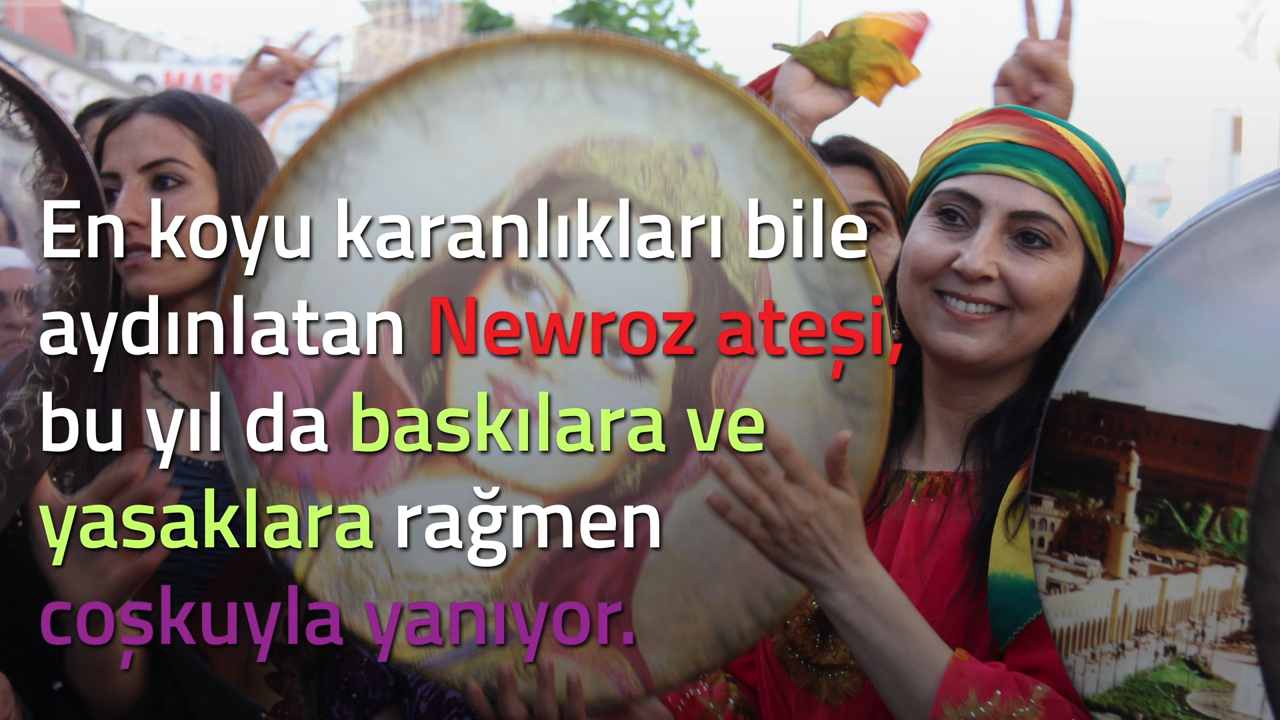 En koyu karanlıkları bile
aydınlatan Newroz ateşi,
bu yıl da baskılara ve
yasaklara rağmen
coşkuyla yanıyor.